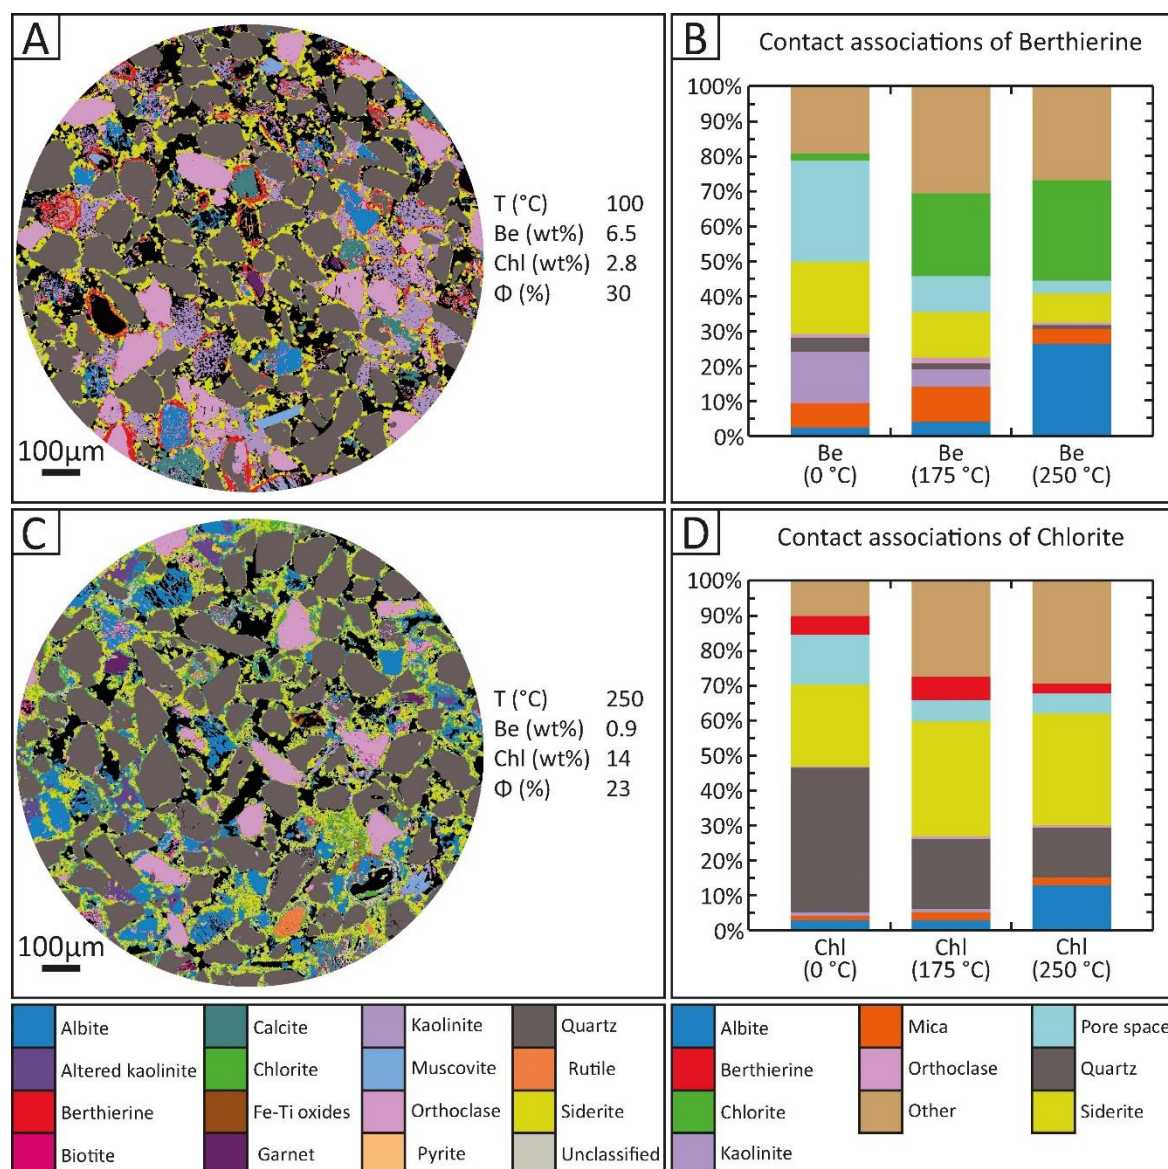 A
T (°C) 100
Be (wt%) 6.5
Chl (wt%) 2.8
Φ (%) 30
100µm
B
Contact associations of Berthierine
100%
90%
80%
70%
60%
50%
40%
30%
20%
10%
0%
Be Be Be
(0 °C) (175 °C) (250 °C)
C
T (°C) 250
Be (wt%) 0.9
Chl (wt%) 14
Φ (%) 23
100µm
D
Contact associations of Chlorite
100%
90%
80%
70%
60%
50%
40%
30%
20%
10%
0%
Chl Chl Chl
(0 °C) (175 °C) (250 °C)
Albite Calcite Kaolinite Quartz
Altered kaolinite Chlorite Muscovite Rutile
Berthierine Fe-Ti oxides Orthoclase Siderite
Biotite Garnet Pyrite Unclassified
Albite Mica Pore space
Berthierine Orthoclase Quartz
Chlorite Other Siderite
Kaolinite